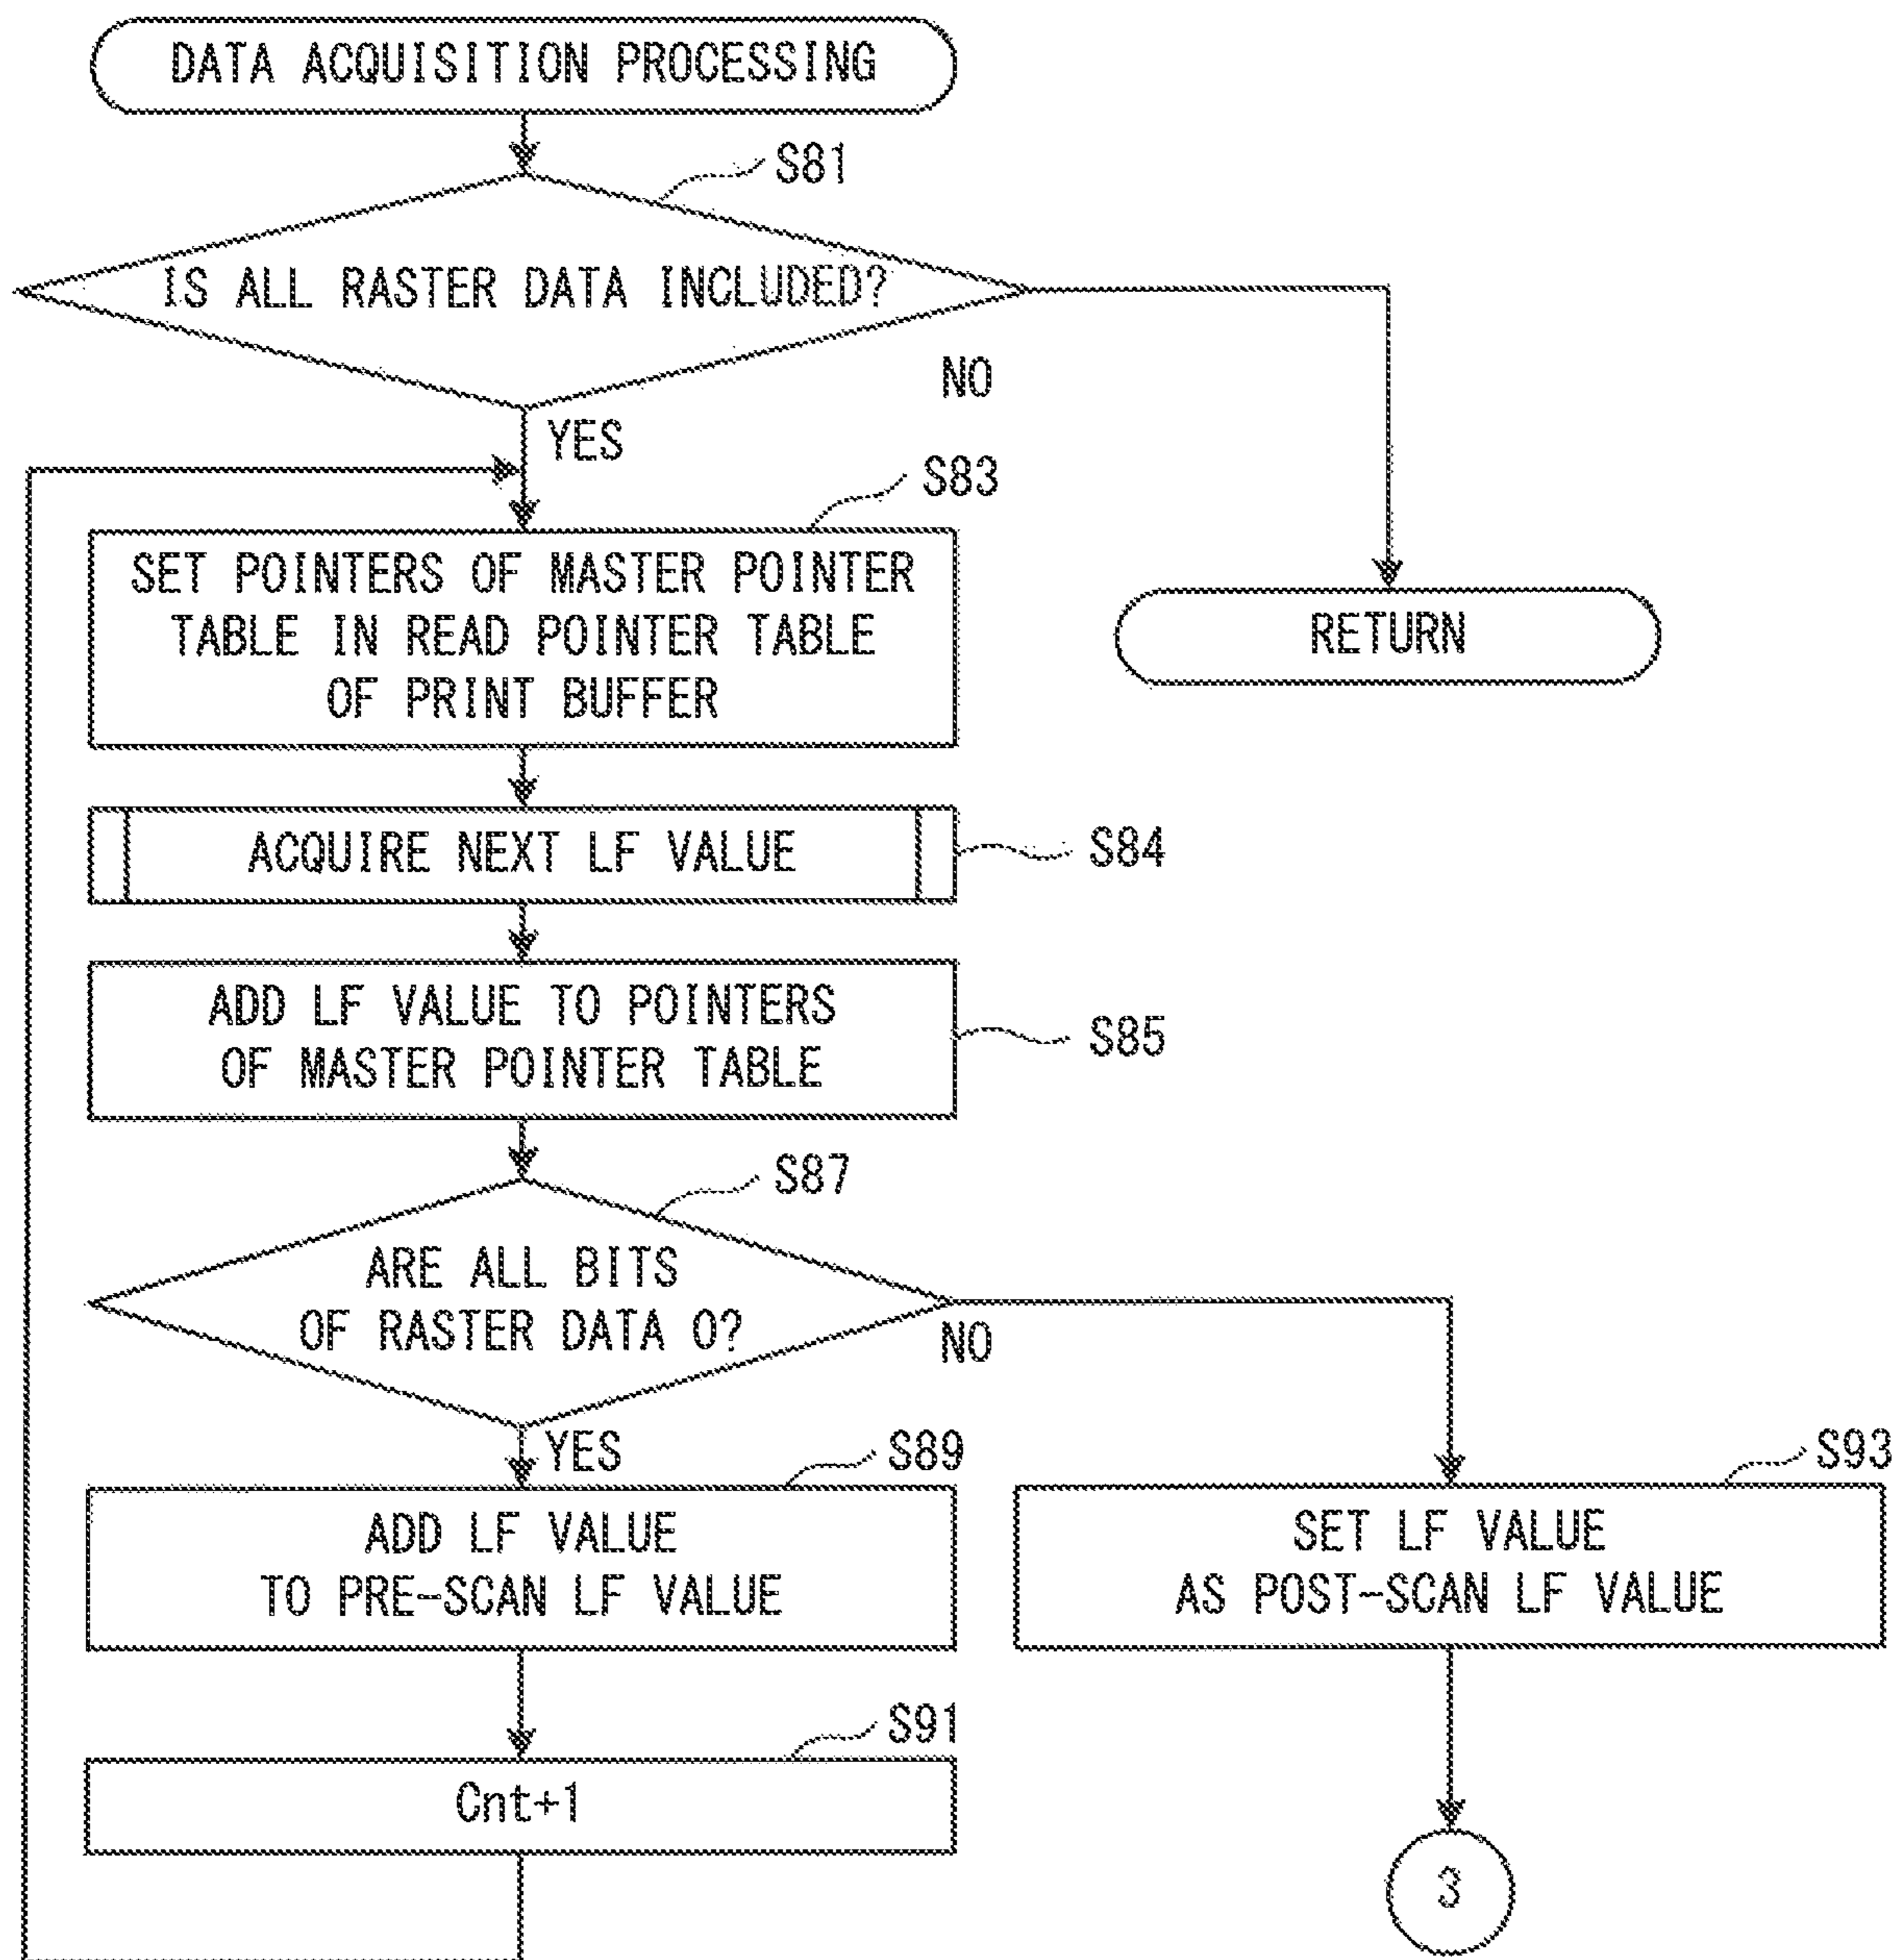 DATA ACQUISITION PROCESSING
S81
IS ALL RASTER DATA INCLUDED?
NO
YES
S83
SET POINTERS OF MASTER POINTER
TABLE IN READ POINTER TABLE
OF PRINT BUFFER
RETURN
ACQUIRE NEXT LF VALUE
S84
ADD LF VALUE TO POINTERS
OF MASTER POINTER TABLE
S85
S87
ARE ALL BITS
OF RASTER DATA 0?
NO
YES
S89
ADD LF VALUE
TO PRE-SCAN LF VALUE
S93
SET LF VALUE
AS POST-SCAN LF VALUE
S91
Cnt+1
3